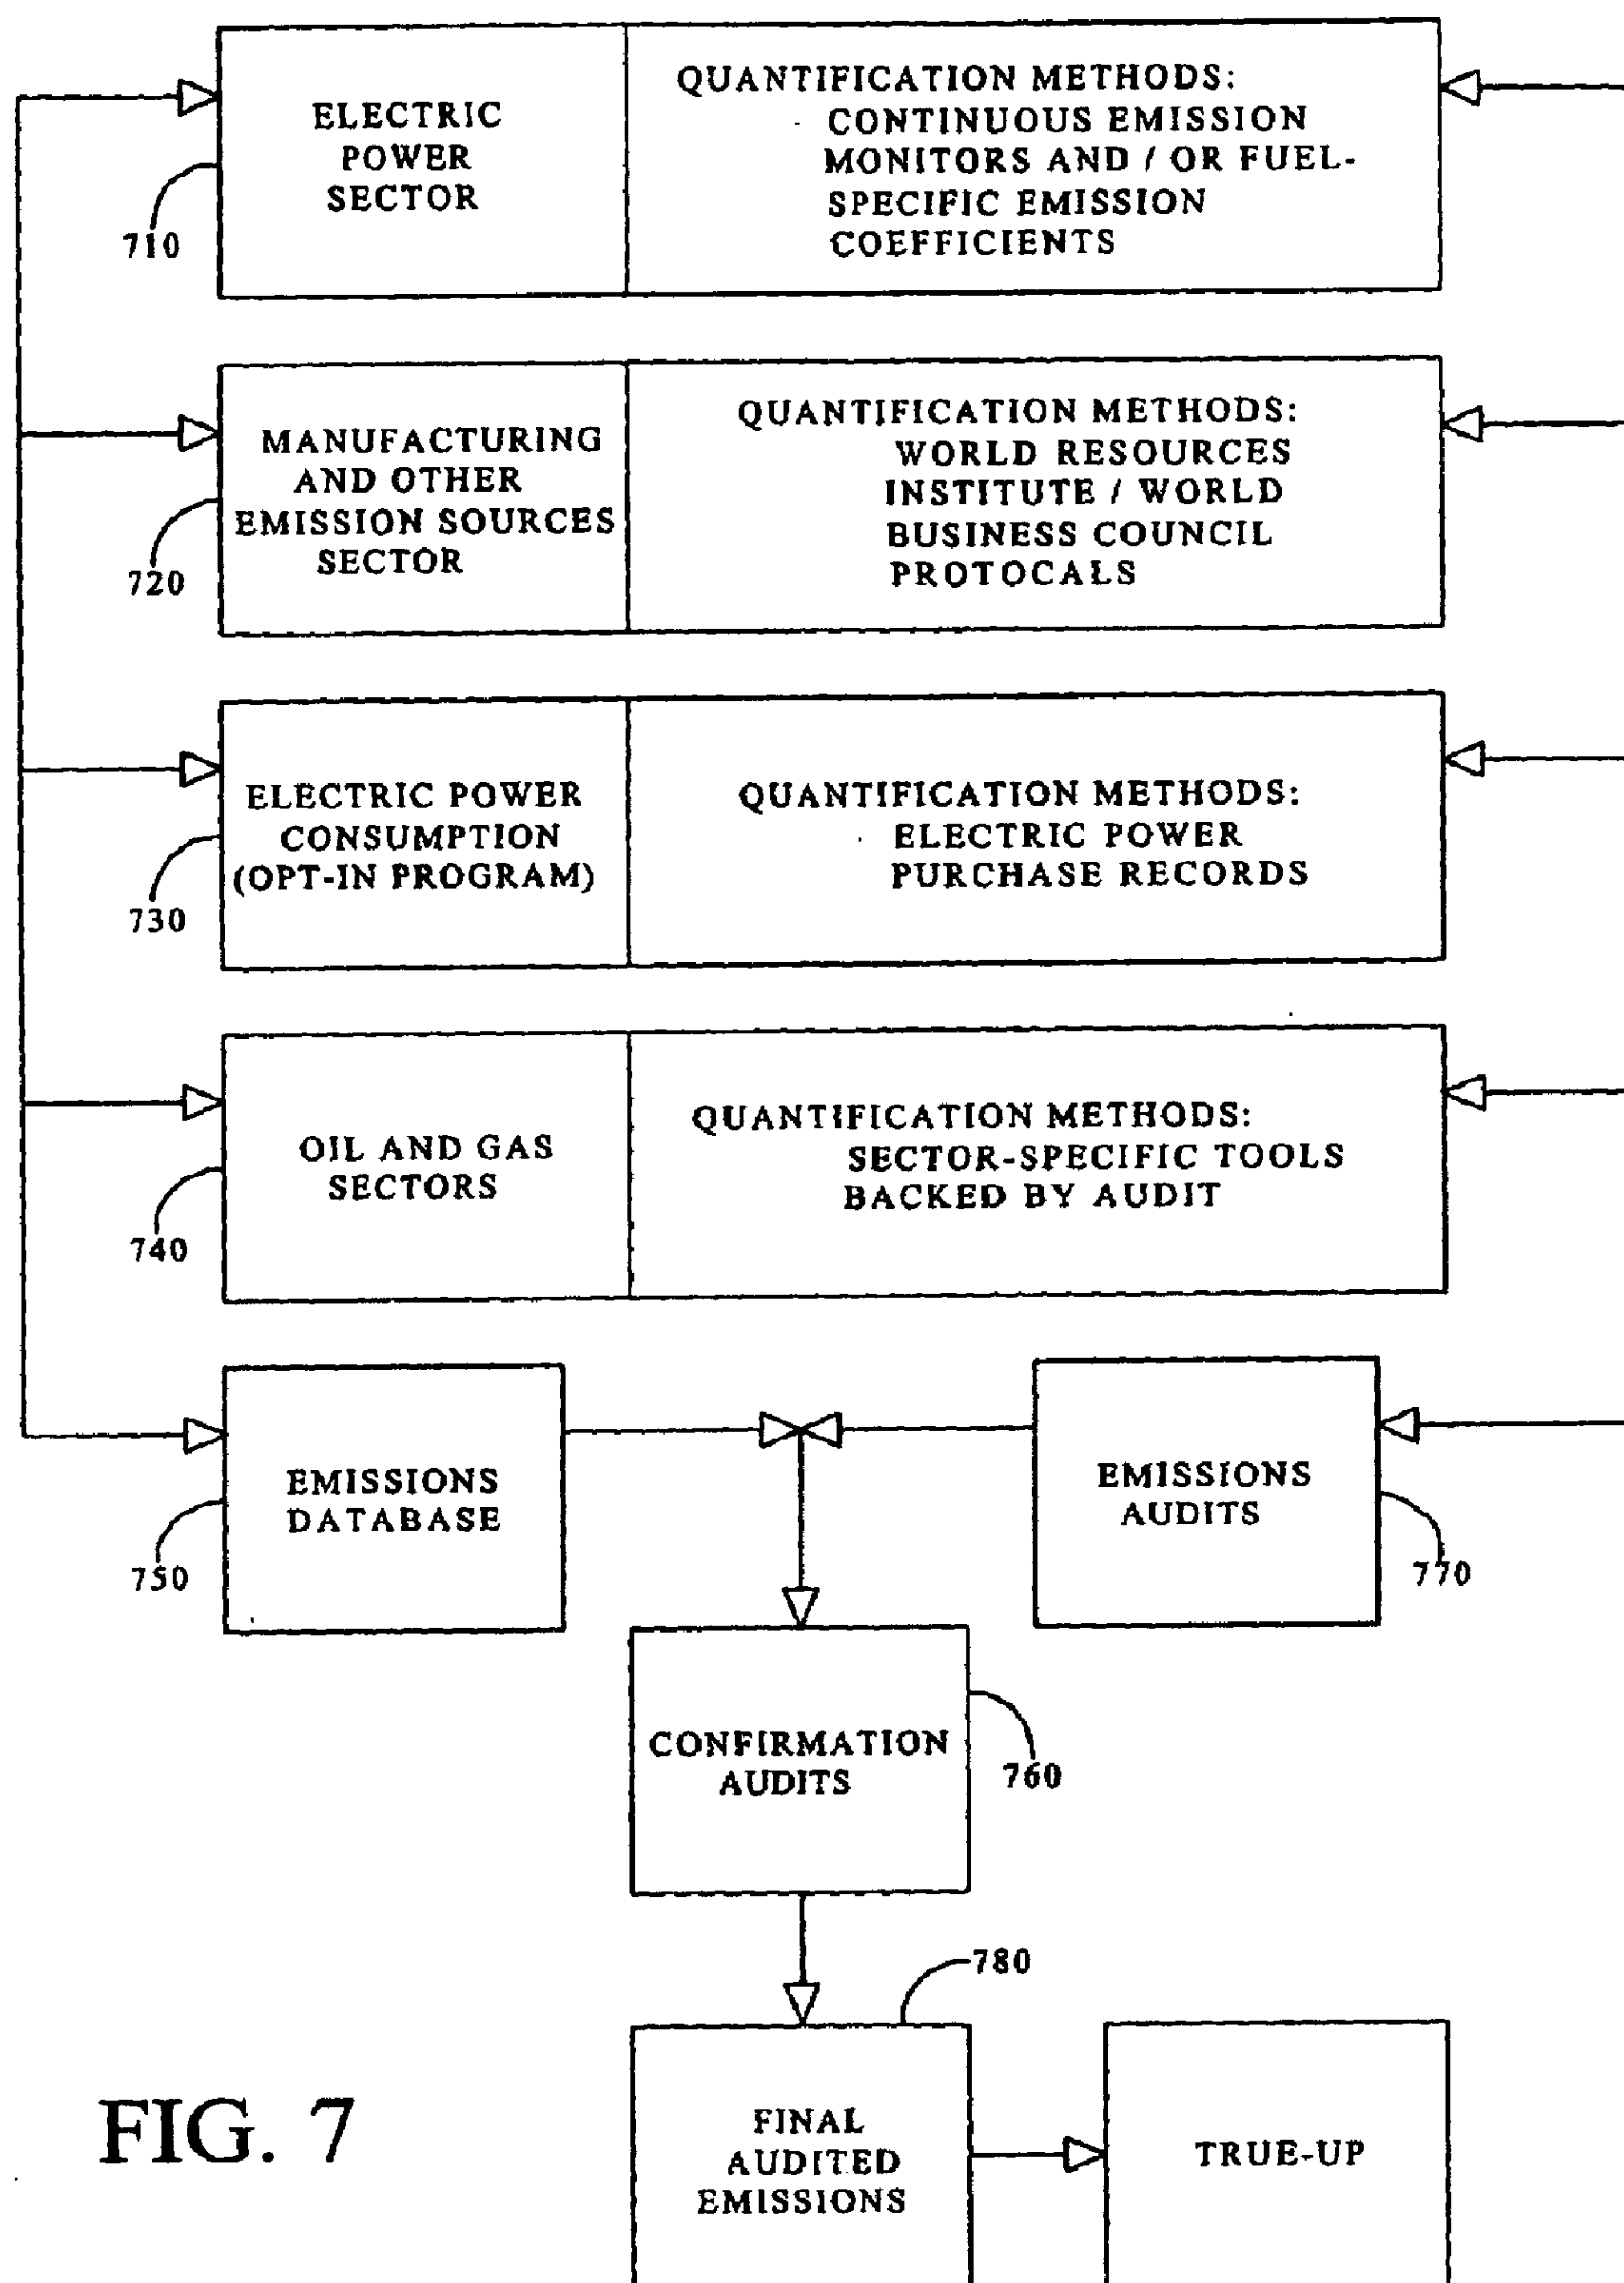 ELECTRIC
POWER
SECTOR
710
QUANTIFICATION METHODS:
CONTINUOUS EMISSION
MONITORS AND / OR FUEL-
SPECIFIC EMISSION
COEFFICIENTS
MANUFACTURING
AND OTHER
EMISSION SOURCES
SECTOR
720
QUANTIFICATION METHODS:
WORLD RESOURCES
INSTITUTE / WORLD
BUSINESS COUNCIL
PROTOCALS
ELECTRIC POWER
CONSUMPTION
(OPT-IN PROGRAM)
730
QUANTIFICATION METHODS:
ELECTRIC POWER
PURCHASE RECORDS
OIL AND GAS
SECTORS
740
QUANTIFICATION METHODS:
SECTOR-SPECIFIC TOOLS
BACKED BY AUDIT
EMISSIONS
DATABASE
750
EMISSIONS
AUDITS
770
CONFIRMATION
AUDITS
760
780
FINAL
AUDITED
EMISSIONS
TRUE-UP
FIG. 7